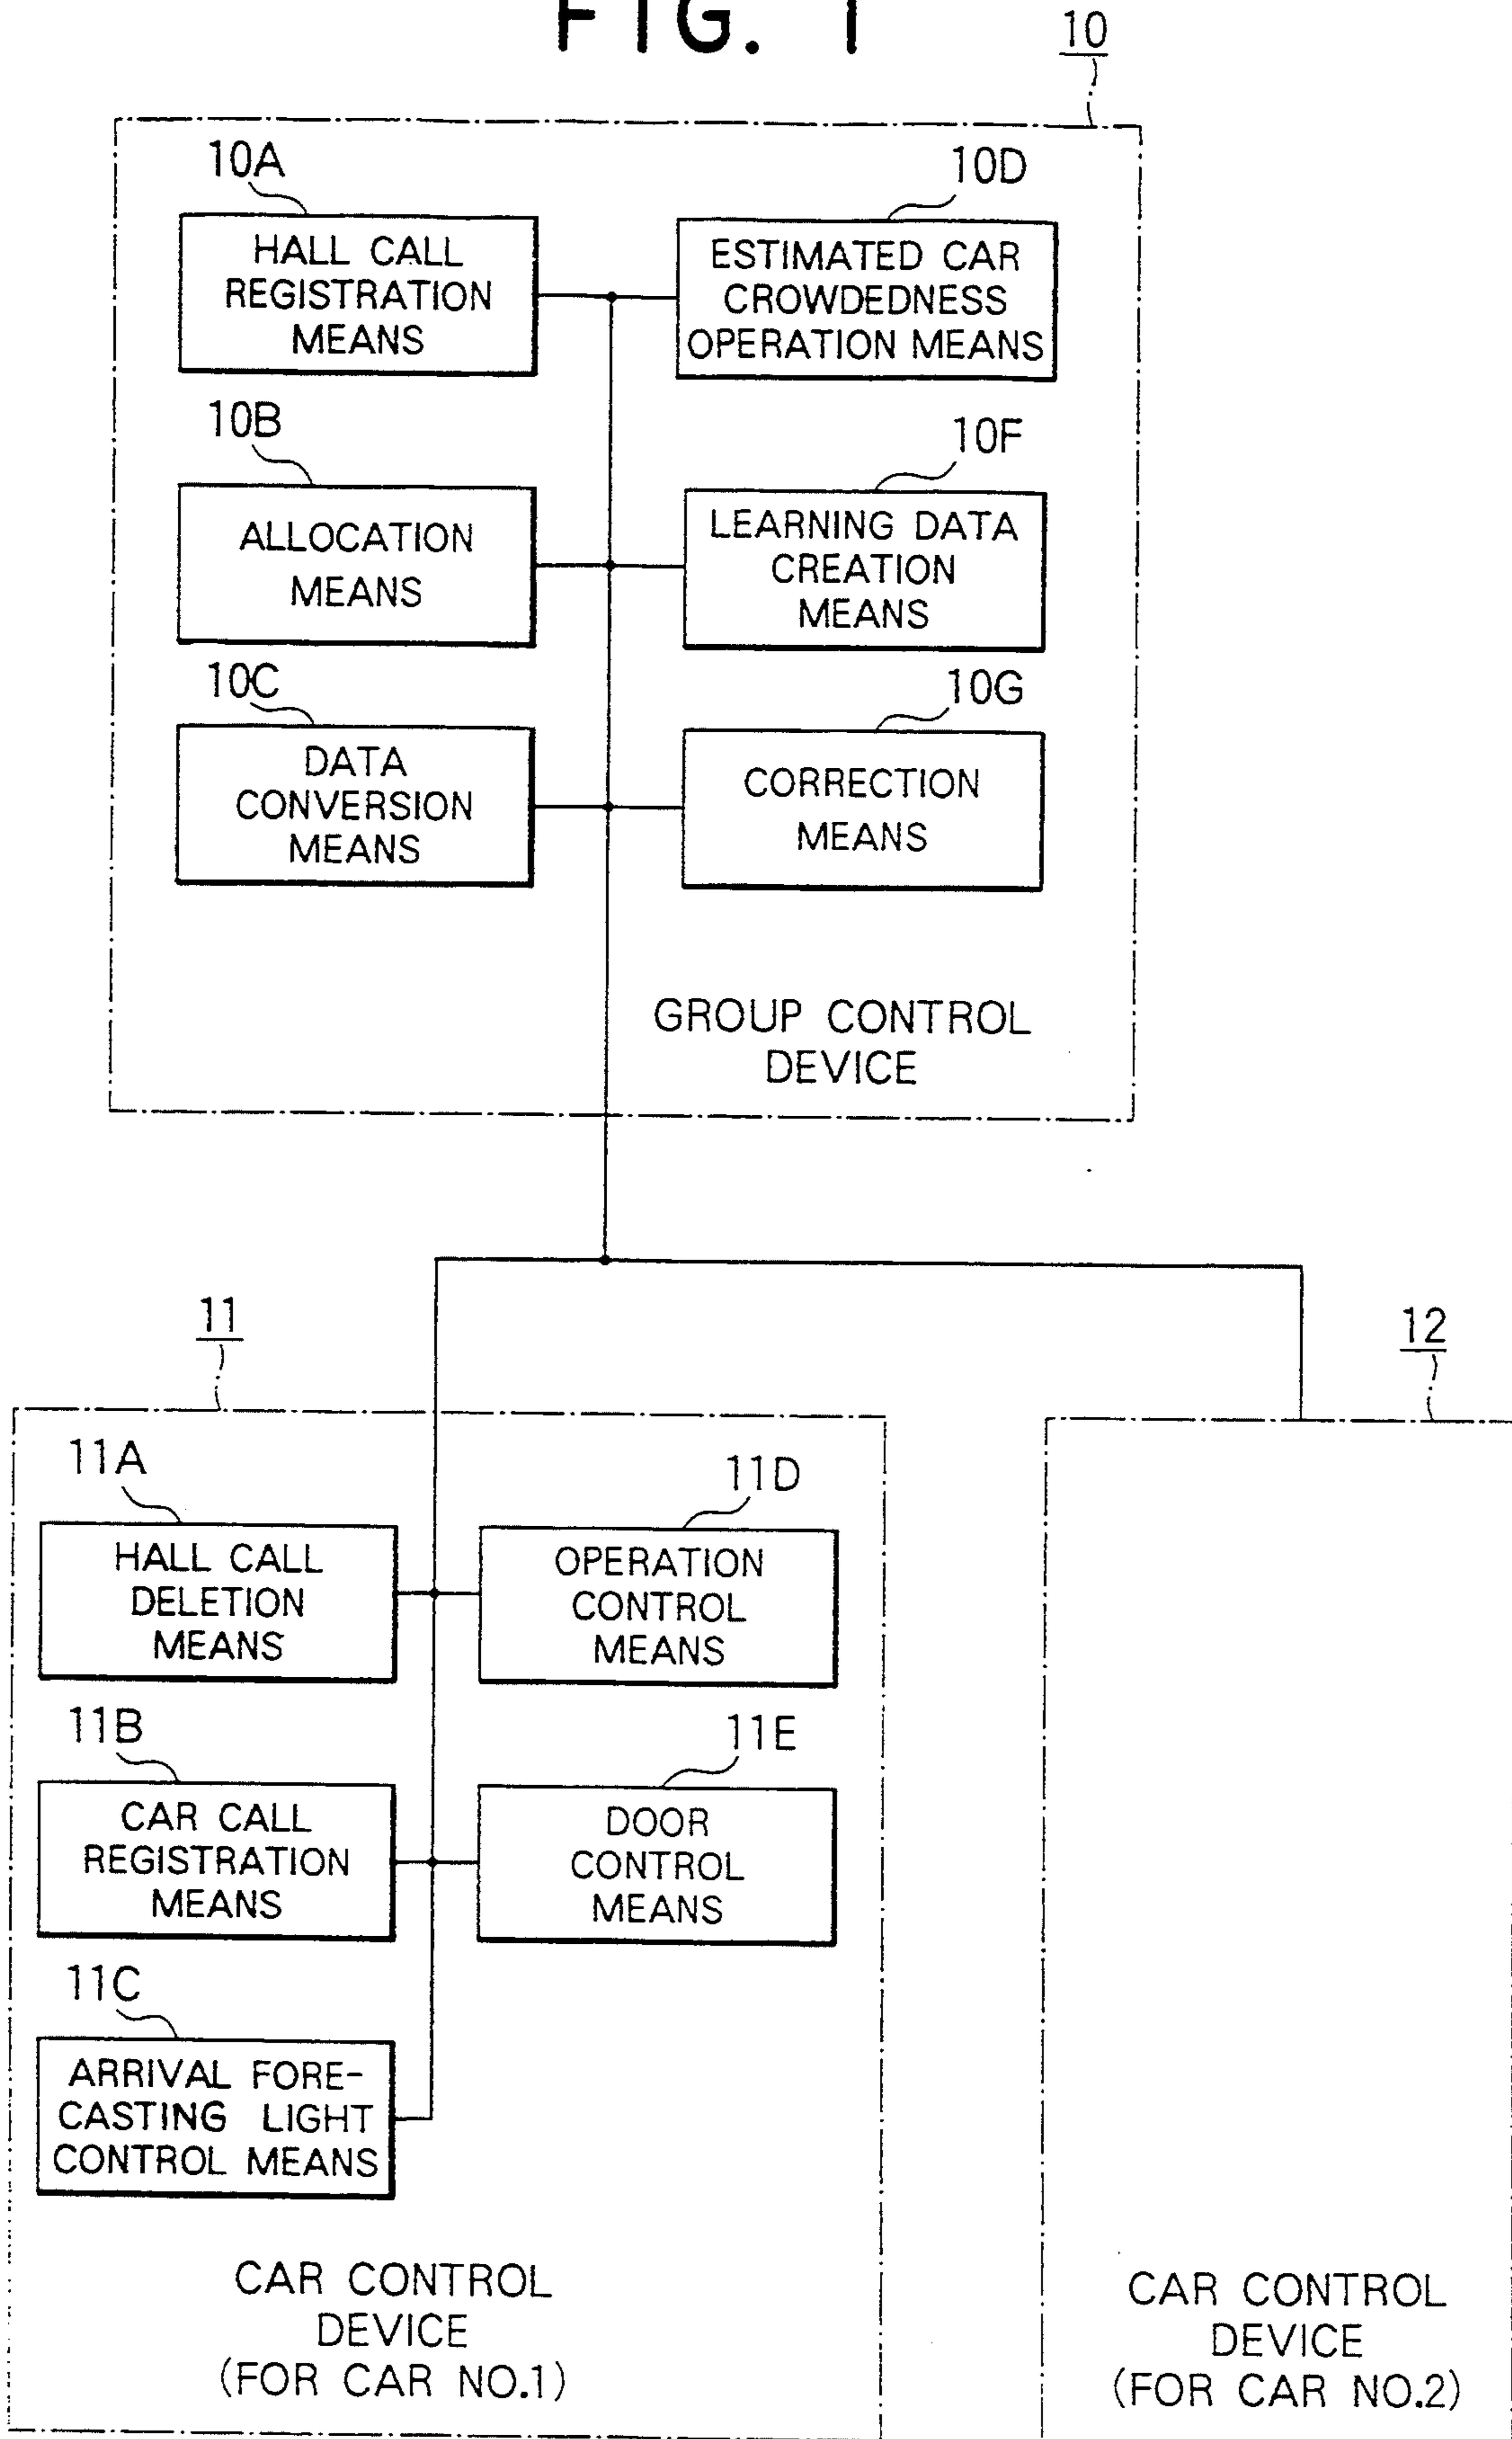 FIG. 1
10
10A
HALL CALL
REGISTRATION
MEANS
10D
ESTIMATED CAR
CROWDEDNESS
OPERATION MEANS
10B
ALLOCATION
MEANS
10F
LEARNING DATA
CREATION
MEANS
10C
DATA
CONVERSION
MEANS
10G
CORRECTION
MEANS
GROUP CONTROL
DEVICE
11
11A
HALL CALL
DELETION
MEANS
11D
OPERATION
CONTROL
MEANS
11B
CAR CALL
REGISTRATION
MEANS
11E
DOOR
CONTROL
MEANS
11C
ARRIVAL FORE-
CASTING LIGHT
CONTROL MEANS
CAR CONTROL
DEVICE
(FOR CAR NO.1)
12
CAR CONTROL
DEVICE
(FOR CAR NO.2)